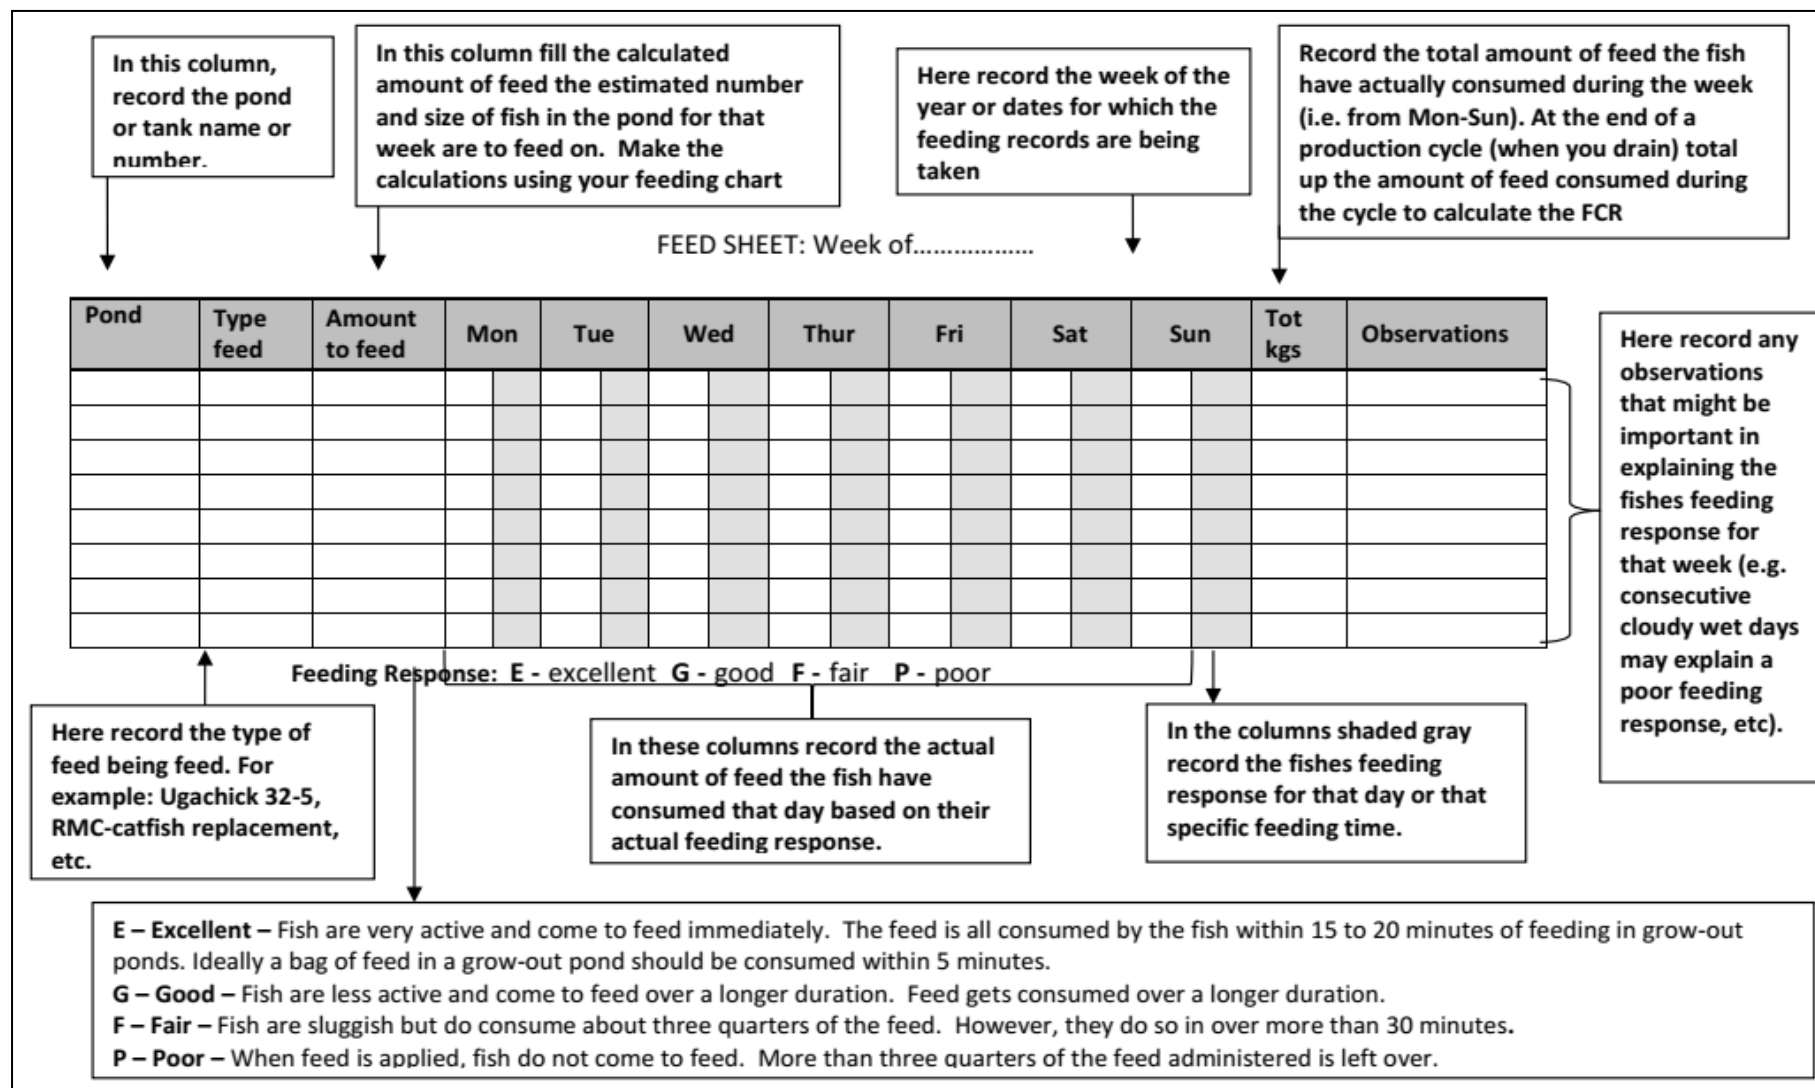 In this column,
record the pond
or tank name or
number.
In this column fill the calculated
amount of feed the estimated number
and size of fish in the pond for that
week are to feed on. Make the
calculations using your feeding chart
Here record the week of the
year or dates for which the
feeding records are being
taken
Record the total amount of feed the fish
have actually consumed during the week
(i.e. from Mon-Sun). At the end of a
production cycle (when you drain) total
up the amount of feed consumed during
the cycle to calculate the FCR
FEED SHEET: Week of………………
Pond
Type
feed
Amount
to feed
Mon
Tue
Wed
Thur
Fri
Sat
Sun
Tot
kgs
Observations
Here record any
observations
that might be
important in
explaining the
fishes feeding
response for
that week (e.g.
consecutive
cloudy wet days
may explain a
poor feeding
response, etc).
Feeding Response: E - excellent G - good F - fair P - poor
Here record the type of
feed being feed. For
example: Ugachick 32-5,
RMC-catfish replacement,
etc.
In these columns record the actual
amount of feed the fish have
consumed that day based on their
actual feeding response.
In the columns shaded gray
record the fishes feeding
response for that day or that
specific feeding time.
E – Excellent – Fish are very active and come to feed immediately. The feed is all consumed by the fish within 15 to 20 minutes of feeding in grow-out
ponds. Ideally a bag of feed in a grow-out pond should be consumed within 5 minutes.
G – Good – Fish are less active and come to feed over a longer duration. Feed gets consumed over a longer duration.
F – Fair – Fish are sluggish but do consume about three quarters of the feed. However, they do so in over more than 30 minutes.
P – Poor – When feed is applied, fish do not come to feed. More than three quarters of the feed administered is left over.